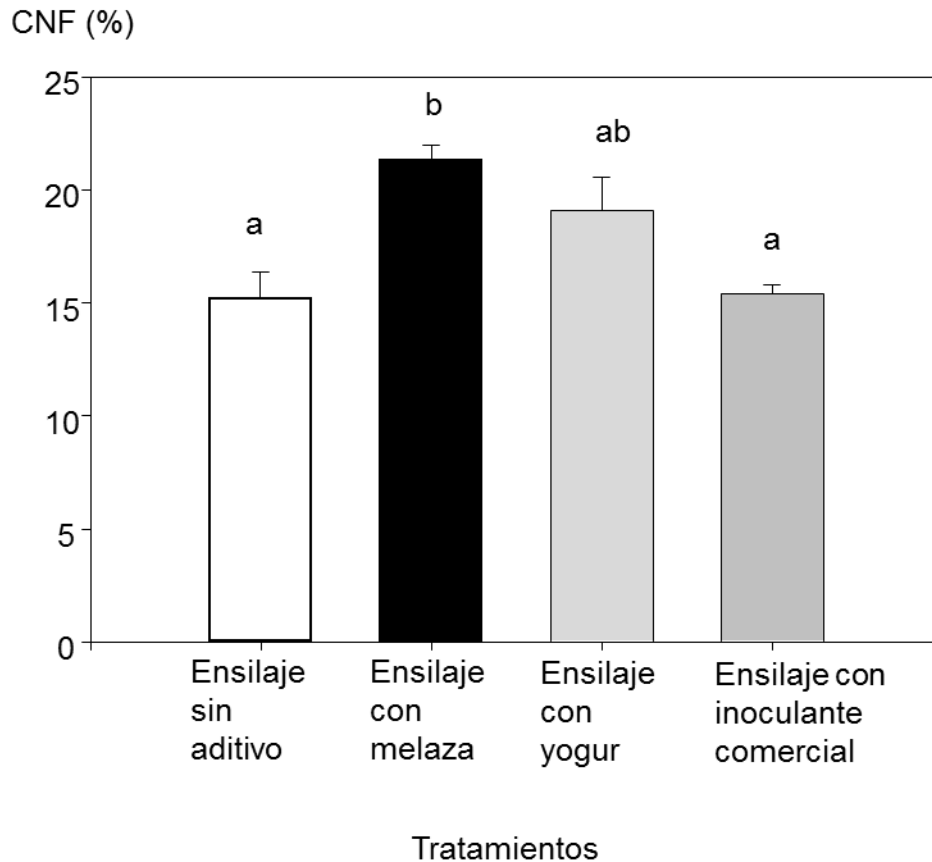 CNF (%)
25
20
15
10
5
0
a
b
ab
a
Ensilaje
sin
aditivo
Ensilaje
con
melaza
Ensilaje
con
yogur
Ensilaje con
inoculante
comercial
Tratamientos